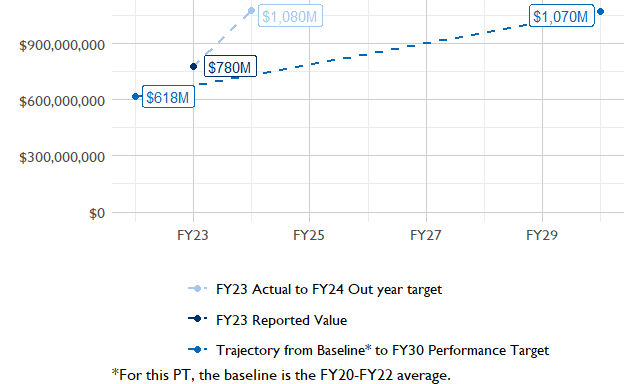 $1,080M
$1,070M
$900,000,000
$780M
$618M
$600,000,000
$300,000,000
$0
FY23
FY25
FY27
FY29
FY23 Actual to FY24 Out year target
FY23 Reported Value
Trajectory from Baseline* to FY30 Performance Target
*For this PT, the baseline is the FY20-FY22 average.